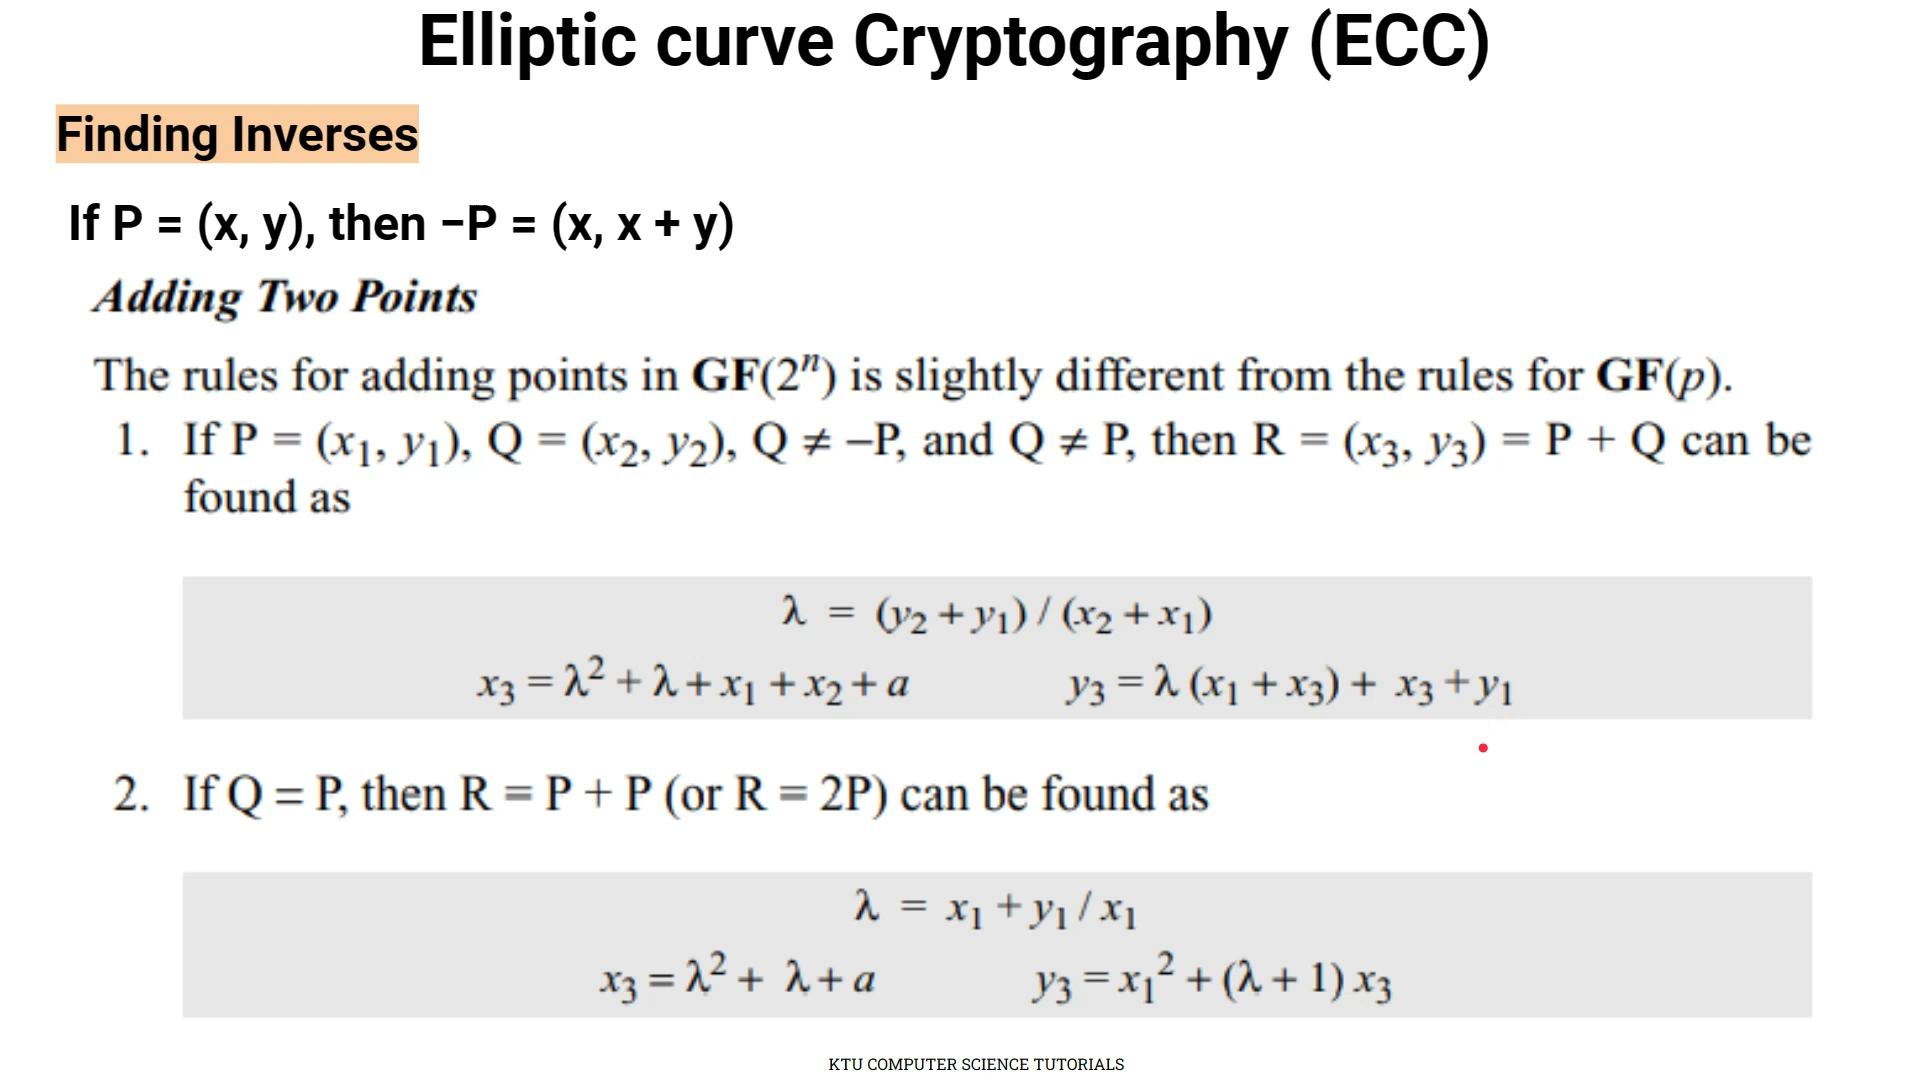 Elliptic curve Cryptography (ECC)
Finding Inverses
If P = (x, y), then −P = (x, x + y)
Adding Two Points
The rules for adding points in GF(2ⁿ) is slightly different from the rules for GF(p).
1. If P = (x₁, y₁), Q = (x₂, y₂), Q ≠ −P, and Q ≠ P, then R = (x₃, y₃) = P + Q can be
found as
λ = (y₂ + y₁) / (x₂ + x₁)
x₃ = λ² + λ + x₁ + x₂ + a y₃ = λ (x₁ + x₃) + x₃ + y₁
2. If Q = P, then R = P + P (or R = 2P) can be found as
λ = x₁ + y₁ / x₁
x₃ = λ² + λ + a y₃ = x₁² + (λ + 1) x₃
KTU COMPUTER SCIENCE TUTORIALS